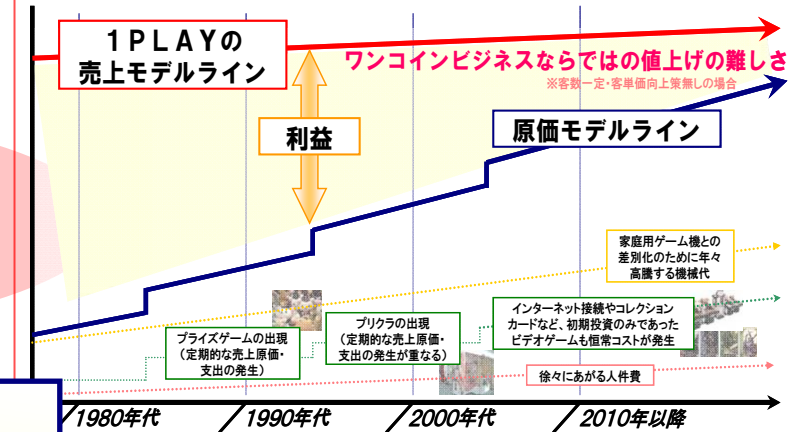 1PLAYの
売上モデルライン
ワンコインビジネスならではの値上げの難しさ
※客数一定・客単価向上策無しの場合
利益
原価モデルライン
家庭用ゲーム機との
差別化のために年々
高騰する機械代
プライズゲームの出現
（定期的な売上原価・
支出の発生）
プリクラの出現
（定期的な売上原価・
支出の発生が重なる）
インターネット接続やコレクション
カードなど、初期投資のみであった
ビデオゲームも恒常コストが発生
徐々にあがる人件費
1980年代
1990年代
2000年代
2010年以降